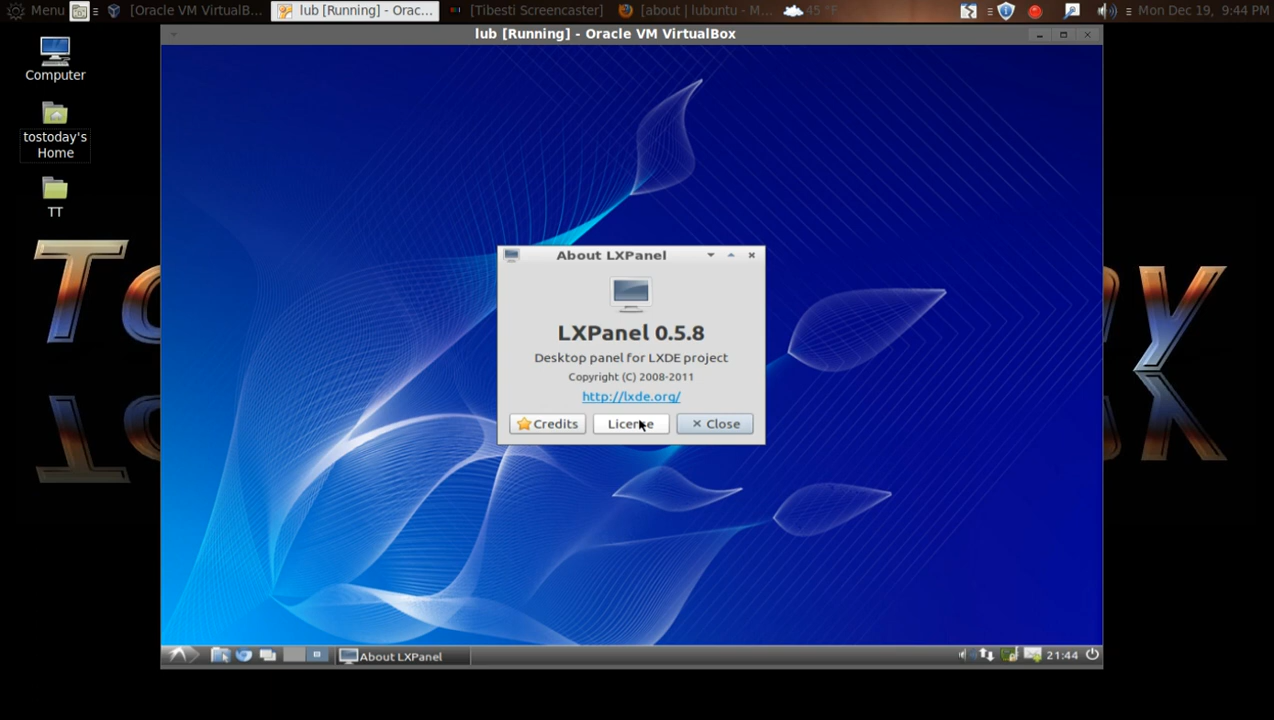 Menu
[Oracle VM VirtualB...
lub [Running] - Orac...
[Tibesti Screencaster]
[about | lubuntu - M...
45 °F
Mon Dec 19, 9:44 PM
lub [Running] - Oracle VM VirtualBox
Computer
tostoday's
Home
TT
About LXPanel
LXPanel 0.5.8
Desktop panel for LXDE project
Copyright (C) 2008-2011
http://lxde.org/
Credits
License
Close
About LXPanel
21:44